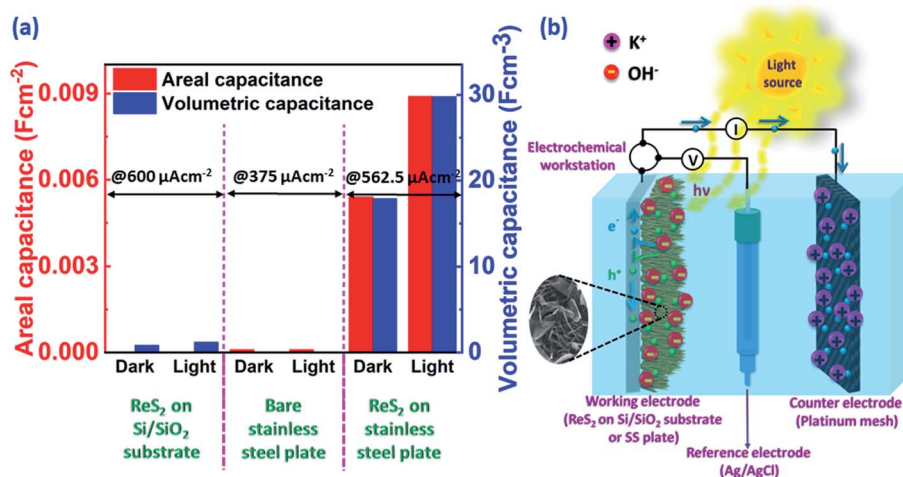 (a)
Areal capacitance (Fcm-2)
0.009
0.006
0.003
0.000
Areal capacitance
Volumetric capacitance
@600 µAcm-2
@375 µAcm-2
@562.5 µAcm-2
30
20
10
0
Volumetric capacitance (Fcm-3)
Dark Light Dark Light Dark Light
ReS2 on
Si/SiO2
substrate
Bare
stainless
steel plate
ReS2 on
stainless
steel plate
(b)
K+
OH-
Light
source
Electrochemical
workstation
I
V
hν
e-
h+
Working electrode
(ReS2 on Si/SiO2 substrate
or SS plate)
Reference electrode
(Ag/AgCl)
Counter electrode
(Platinum mesh)